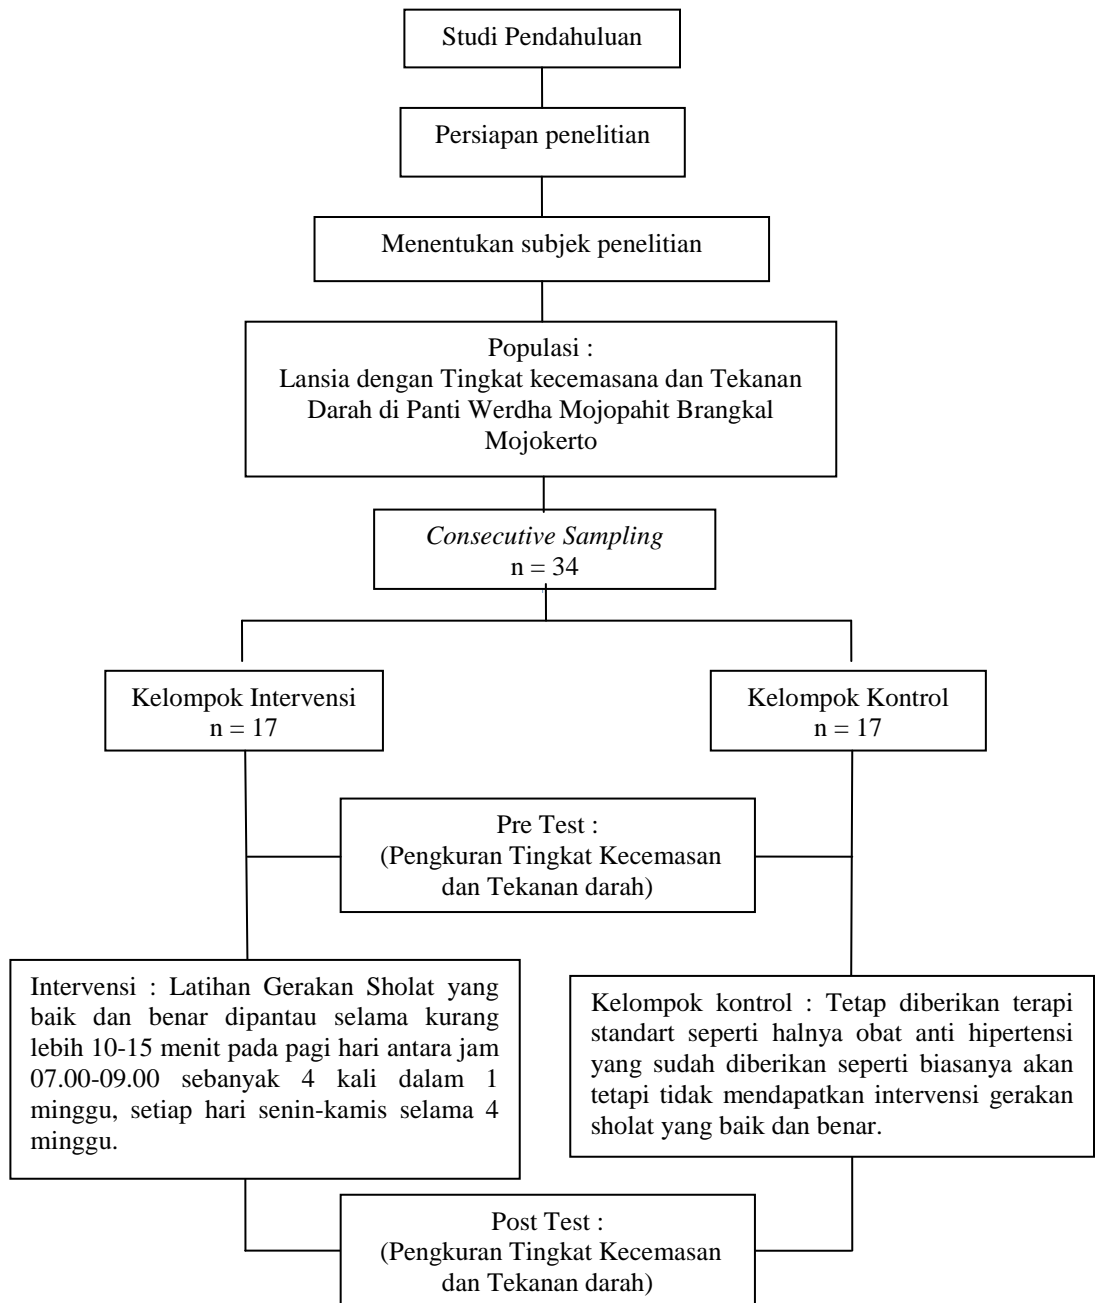 Studi Pendahuluan
Persiapan penelitian
Menentukan subjek penelitian
Populasi :
Lansia dengan Tingkat kecemasana dan Tekanan
Darah di Panti Werdha Mojopahit Brangkal
Mojokerto
Consecutive Sampling
n = 34
Kelompok Intervensi
n = 17
Kelompok Kontrol
n = 17
Pre Test :
(Pengkuran Tingkat Kecemasan
dan Tekanan darah)
Intervensi : Latihan Gerakan Sholat yang
baik dan benar dipantau selama kurang
lebih 10-15 menit pada pagi hari antara jam
07.00-09.00 sebanyak 4 kali dalam 1
minggu, setiap hari senin-kamis selama 4
minggu.
Kelompok kontrol : Tetap diberikan terapi
standart seperti halnya obat anti hipertensi
yang sudah diberikan seperti biasanya akan
tetapi tidak mendapatkan intervensi gerakan
sholat yang baik dan benar.
Post Test :
(Pengkuran Tingkat Kecemasan
dan Tekanan darah)